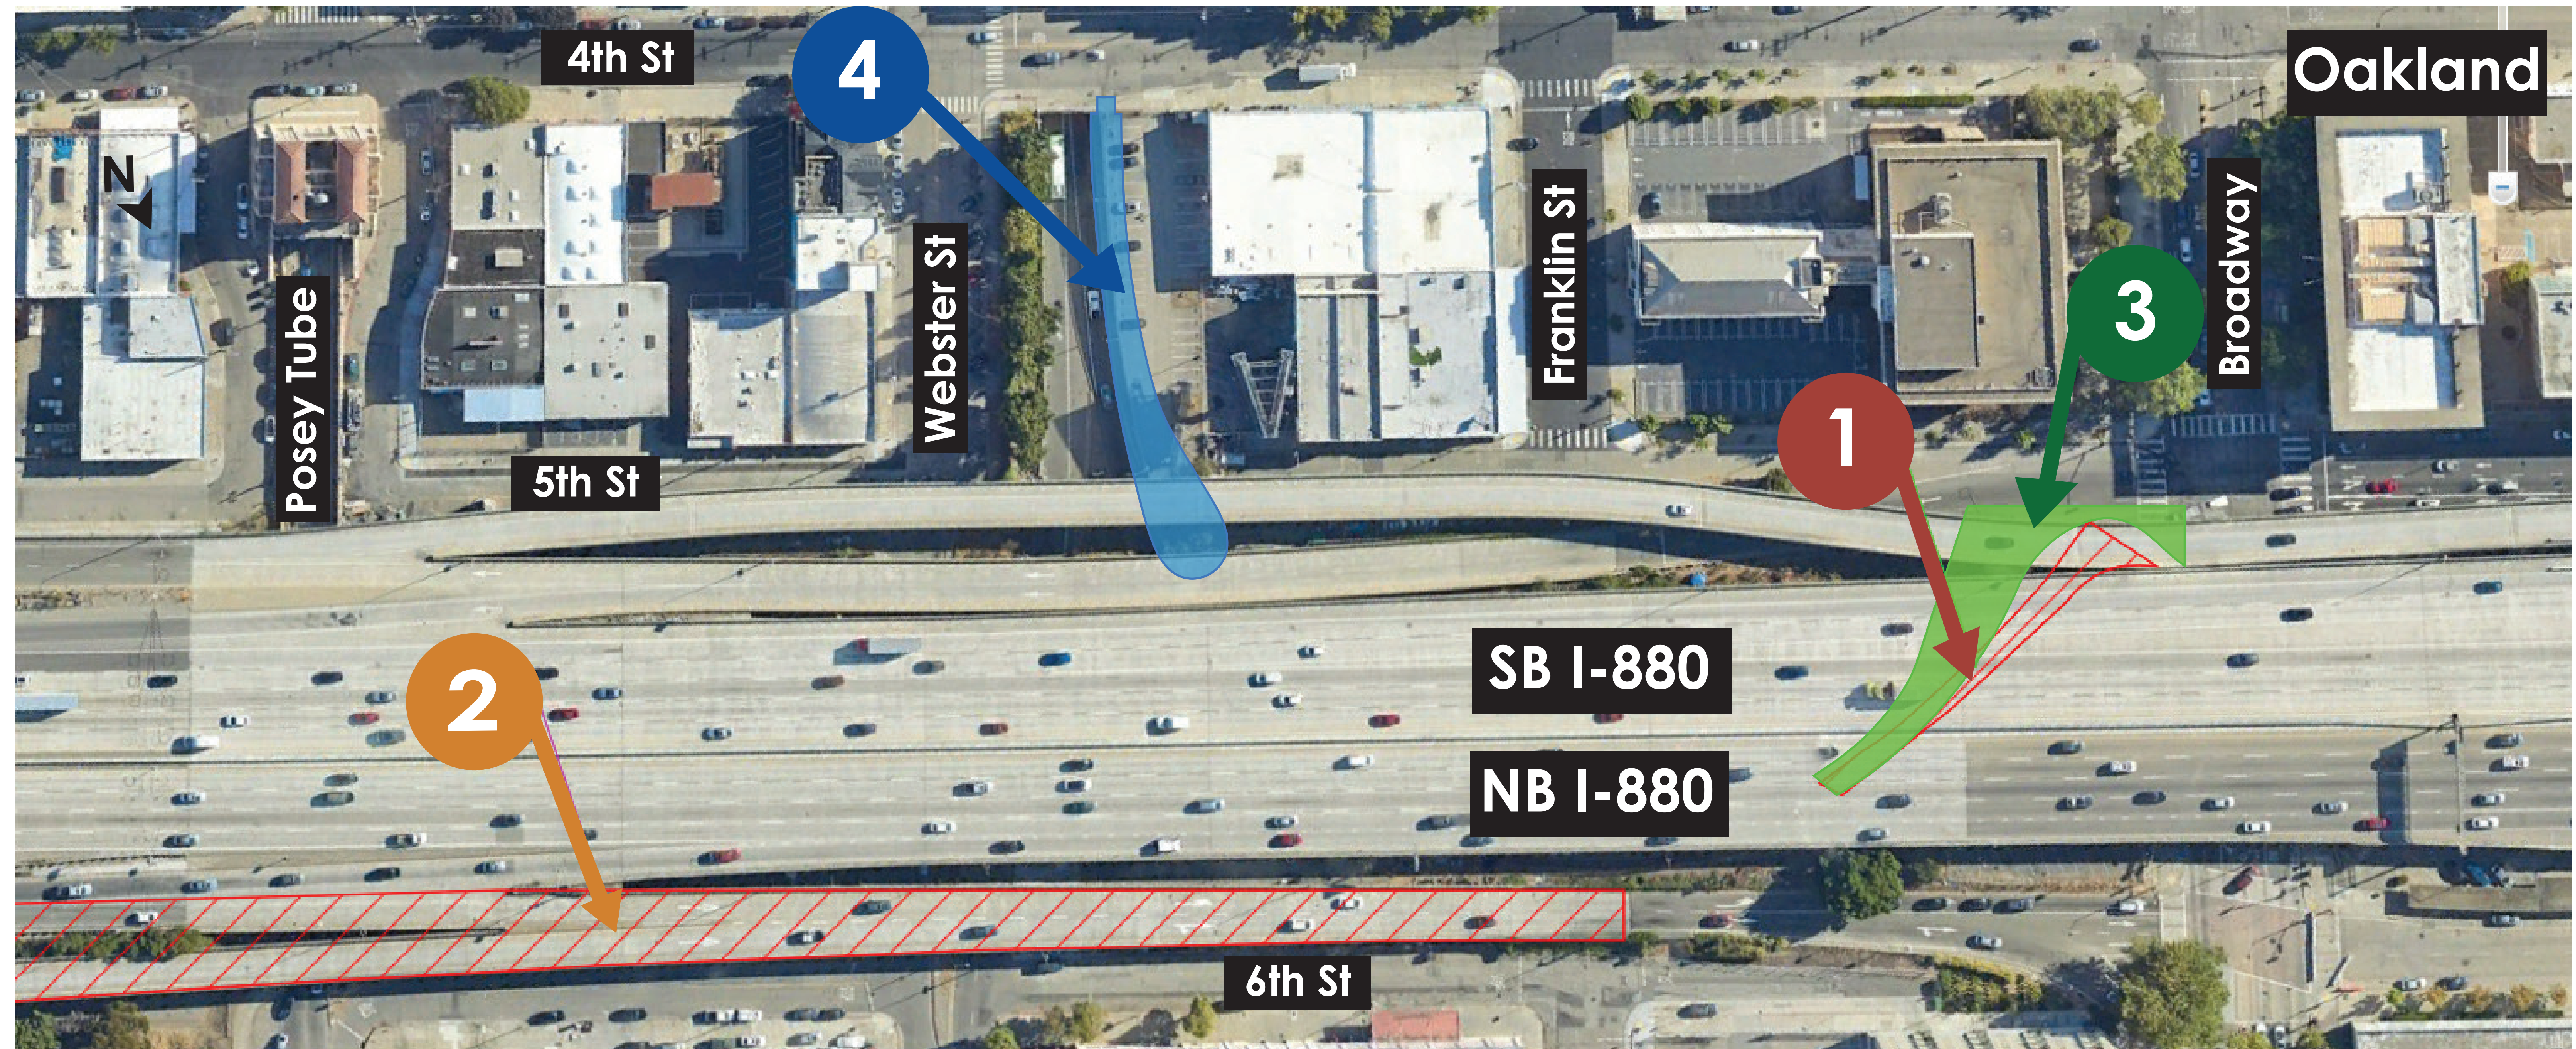 4th St
4
Oakland
N
Posey Tube
Webster St
Franklin St
Broadway
3
1
5th St
2
SB I-880
NB I-880
6th St